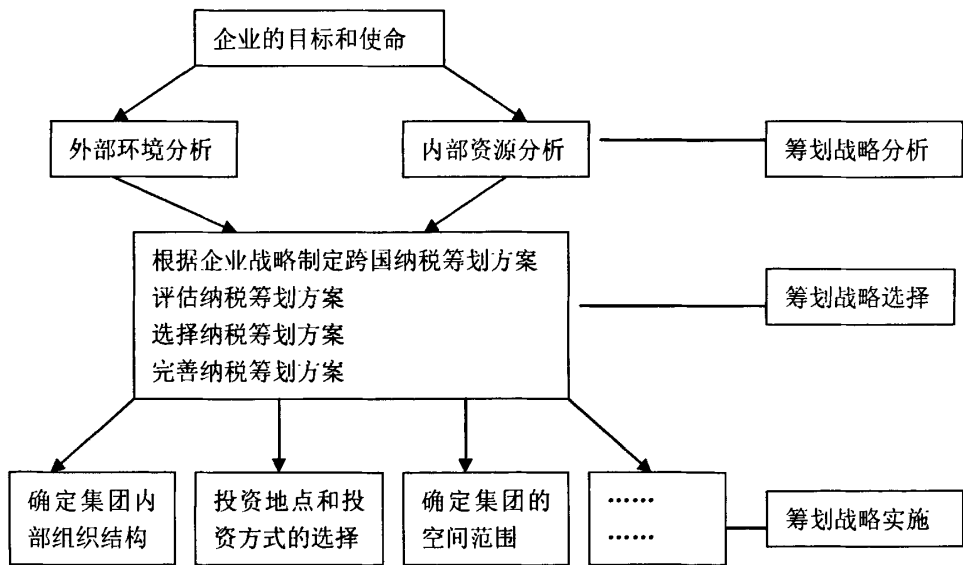 企业的目标和使命
外部环境分析
内部资源分析
筹划战略分析
根据企业战略制定跨国纳税筹划方案
评估纳税筹划方案
选择纳税筹划方案
完善纳税筹划方案
筹划战略选择
确定集团内
部组织结构
投资地点和投
资方式的选择
确定集团的
空间范围
……
……
筹划战略实施